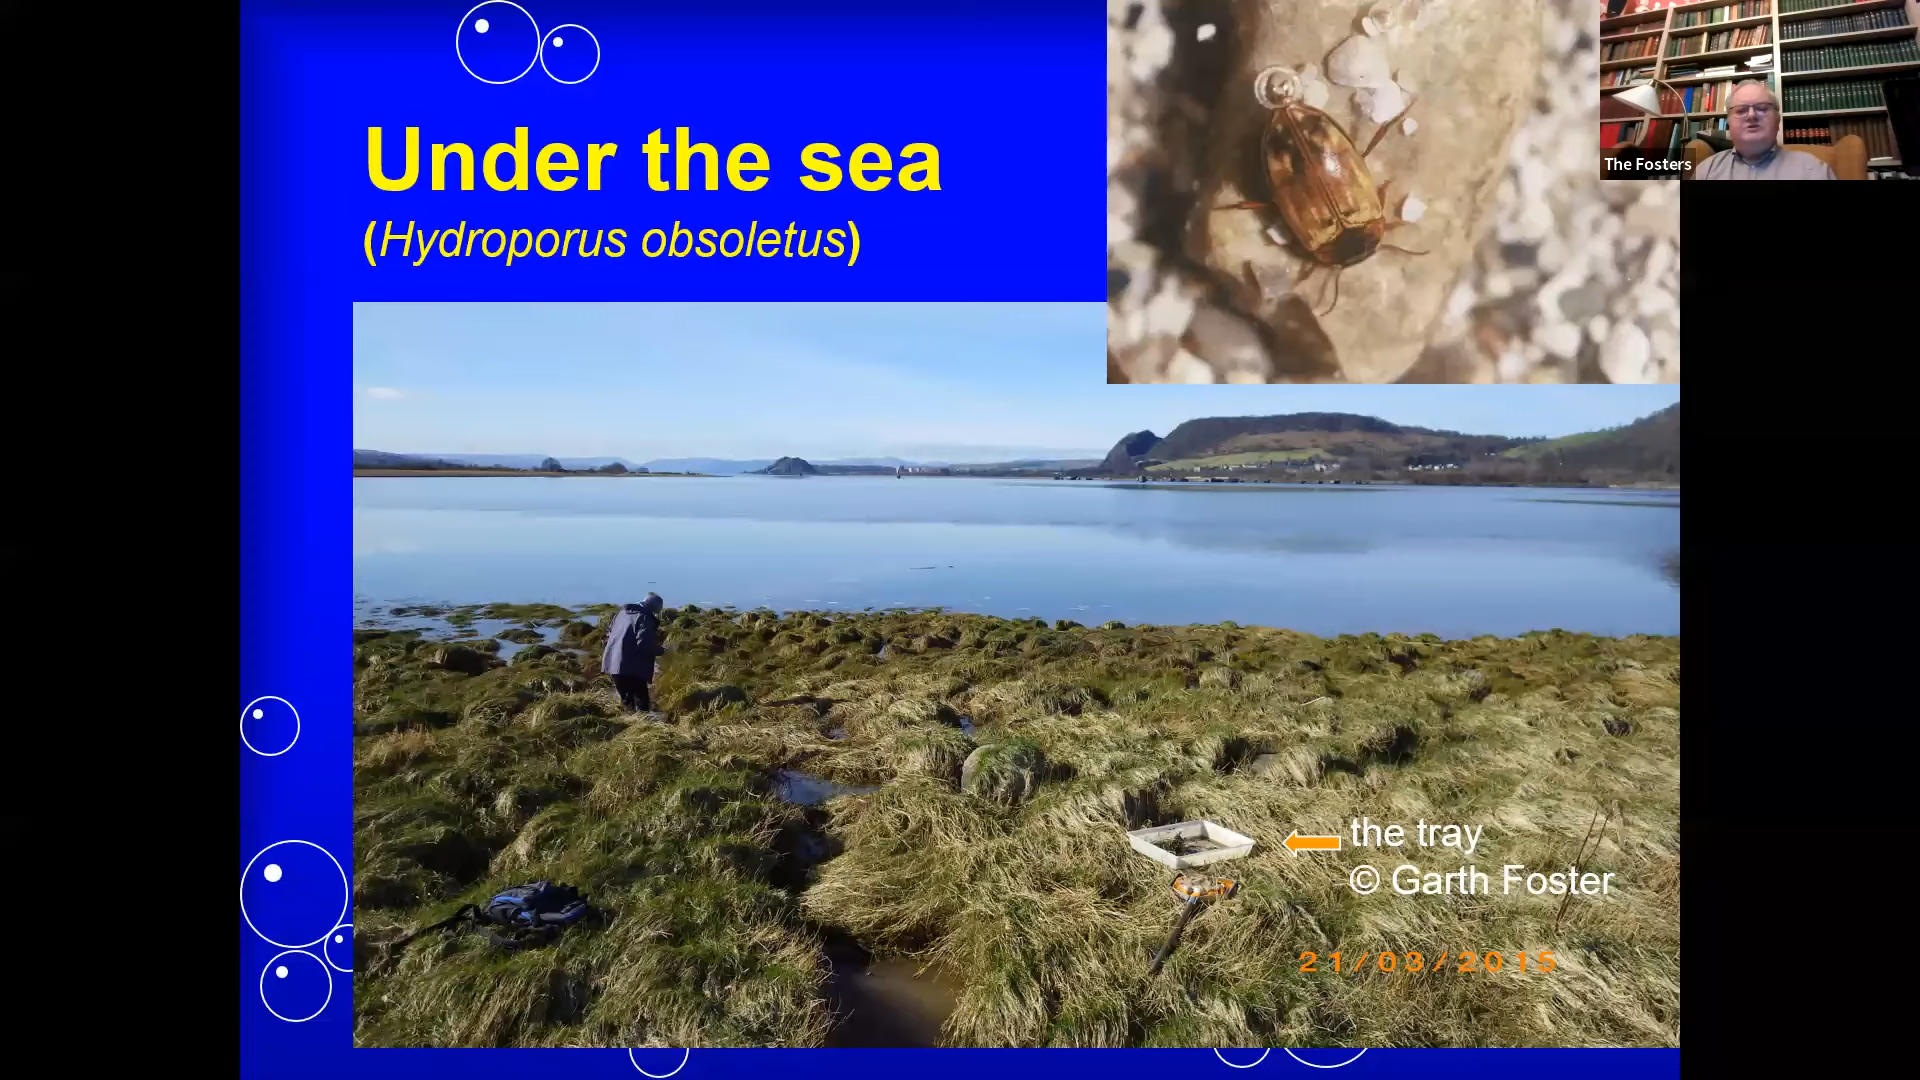 Under the sea
(Hydroporus obsoletus)
The Fosters
the tray
© Garth Foster
21/03/2015